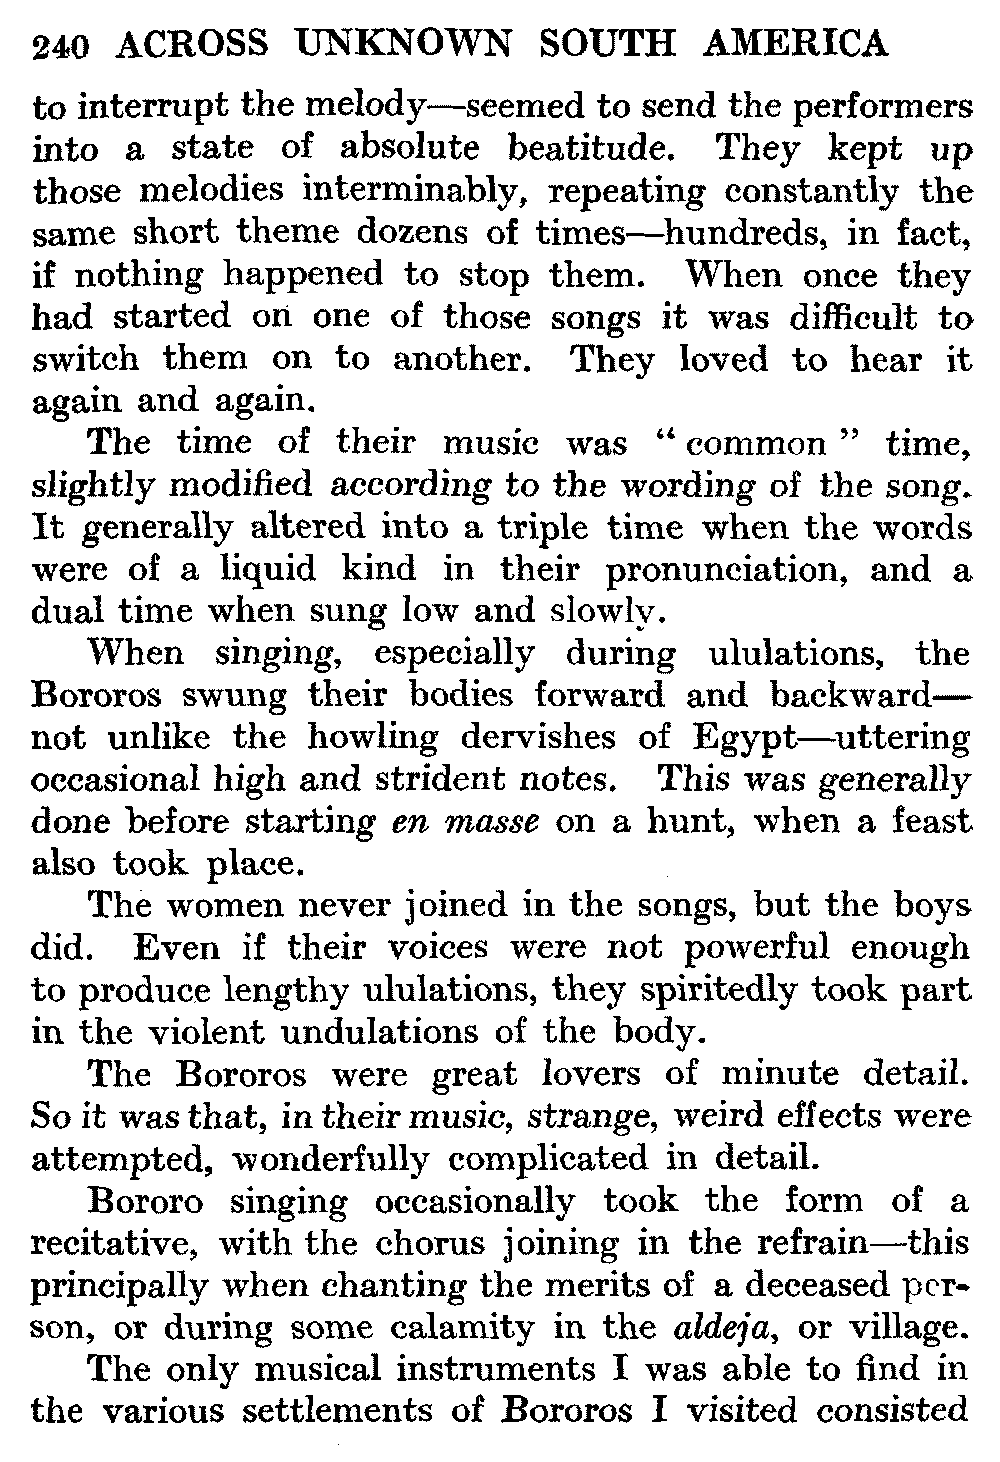 240 ACROSS UNKNOWN SOUTH AMERICA
to interrupt the melody—seemed to send the performers
into a state of absolute beatitude. They kept up
those melodies interminably, repeating constantly the
same short theme dozens of times—hundreds, in fact,
if nothing happened to stop them. When once they
had started on one of those songs it was difficult to
switch them on to another. They loved to hear it
again and again.
The time of their music was “ common ” time,
slightly modified according to the wording of the song.
It generally altered into a triple time when the words
were of a liquid kind in their pronunciation, and a
dual time when sung low and slowly.
When singing, especially during ululations, the
Bororos swung their bodies forward and backward—
not unlike the howling dervishes of Egypt—uttering
occasional high and strident notes. This was generally
done before starting en masse on a hunt, when a feast
also took place.
The women never joined in the songs, but the boys
did. Even if their voices were not powerful enough
to produce lengthy ululations, they spiritedly took part
in the violent undulations of the body.
The Bororos were great lovers of minute detail.
So it was that, in their music, strange, weird effects were
attempted, wonderfully complicated in detail.
Bororo singing occasionally took the form of a
recitative, with the chorus joining in the refrain—this
principally when chanting the merits of a deceased per-
son, or during some calamity in the aldeja, or village.
The only musical instruments I was able to find in
the various settlements of Bororos I visited consisted